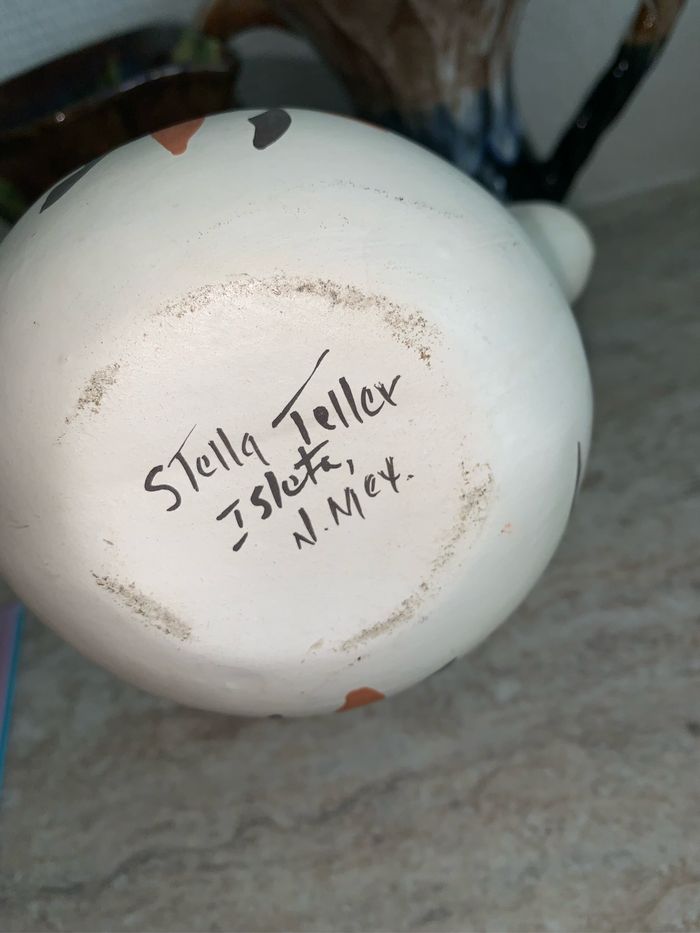 Stella Teller
Isleta,
N. Mex.